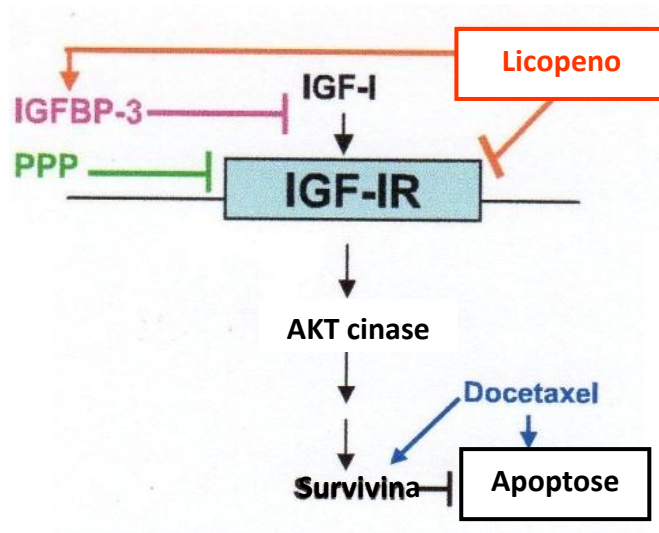 Licopeno
IGF-I
IGFBP-3
PPP
IGF-IR
AKT cinase
Docetaxel
Survivina
Apoptose